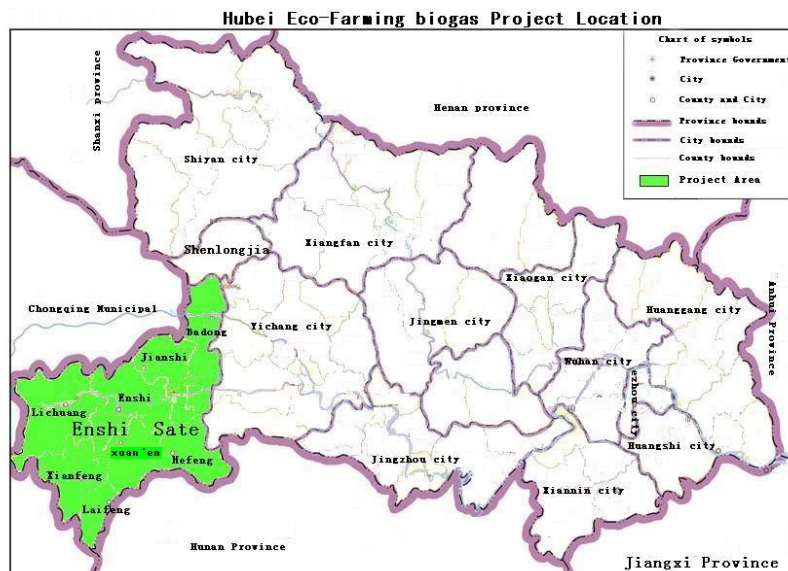 Hubei Eco-Farming biogas Project Location
Chart of symbols
Province Government
City
County and City
Province bounds
City bounds
County bounds
Project Area
Shanxi province
Henan province
Shiyan city
Shenlongjia
Xiangfan city
Xiaogan city
Huanggang city
Anhui Province
Chongqing Municipal
Badong
Yichang city
Jingmen city
Wuhan city
ezhou city
Jianshi
Enshi
Lichuang
Enshi Sate
xuan'en
Hefeng
Xianfeng
Laifeng
Jingzhou city
Huangshi city
Xiannin city
Hunan Province
Jiangxi Province